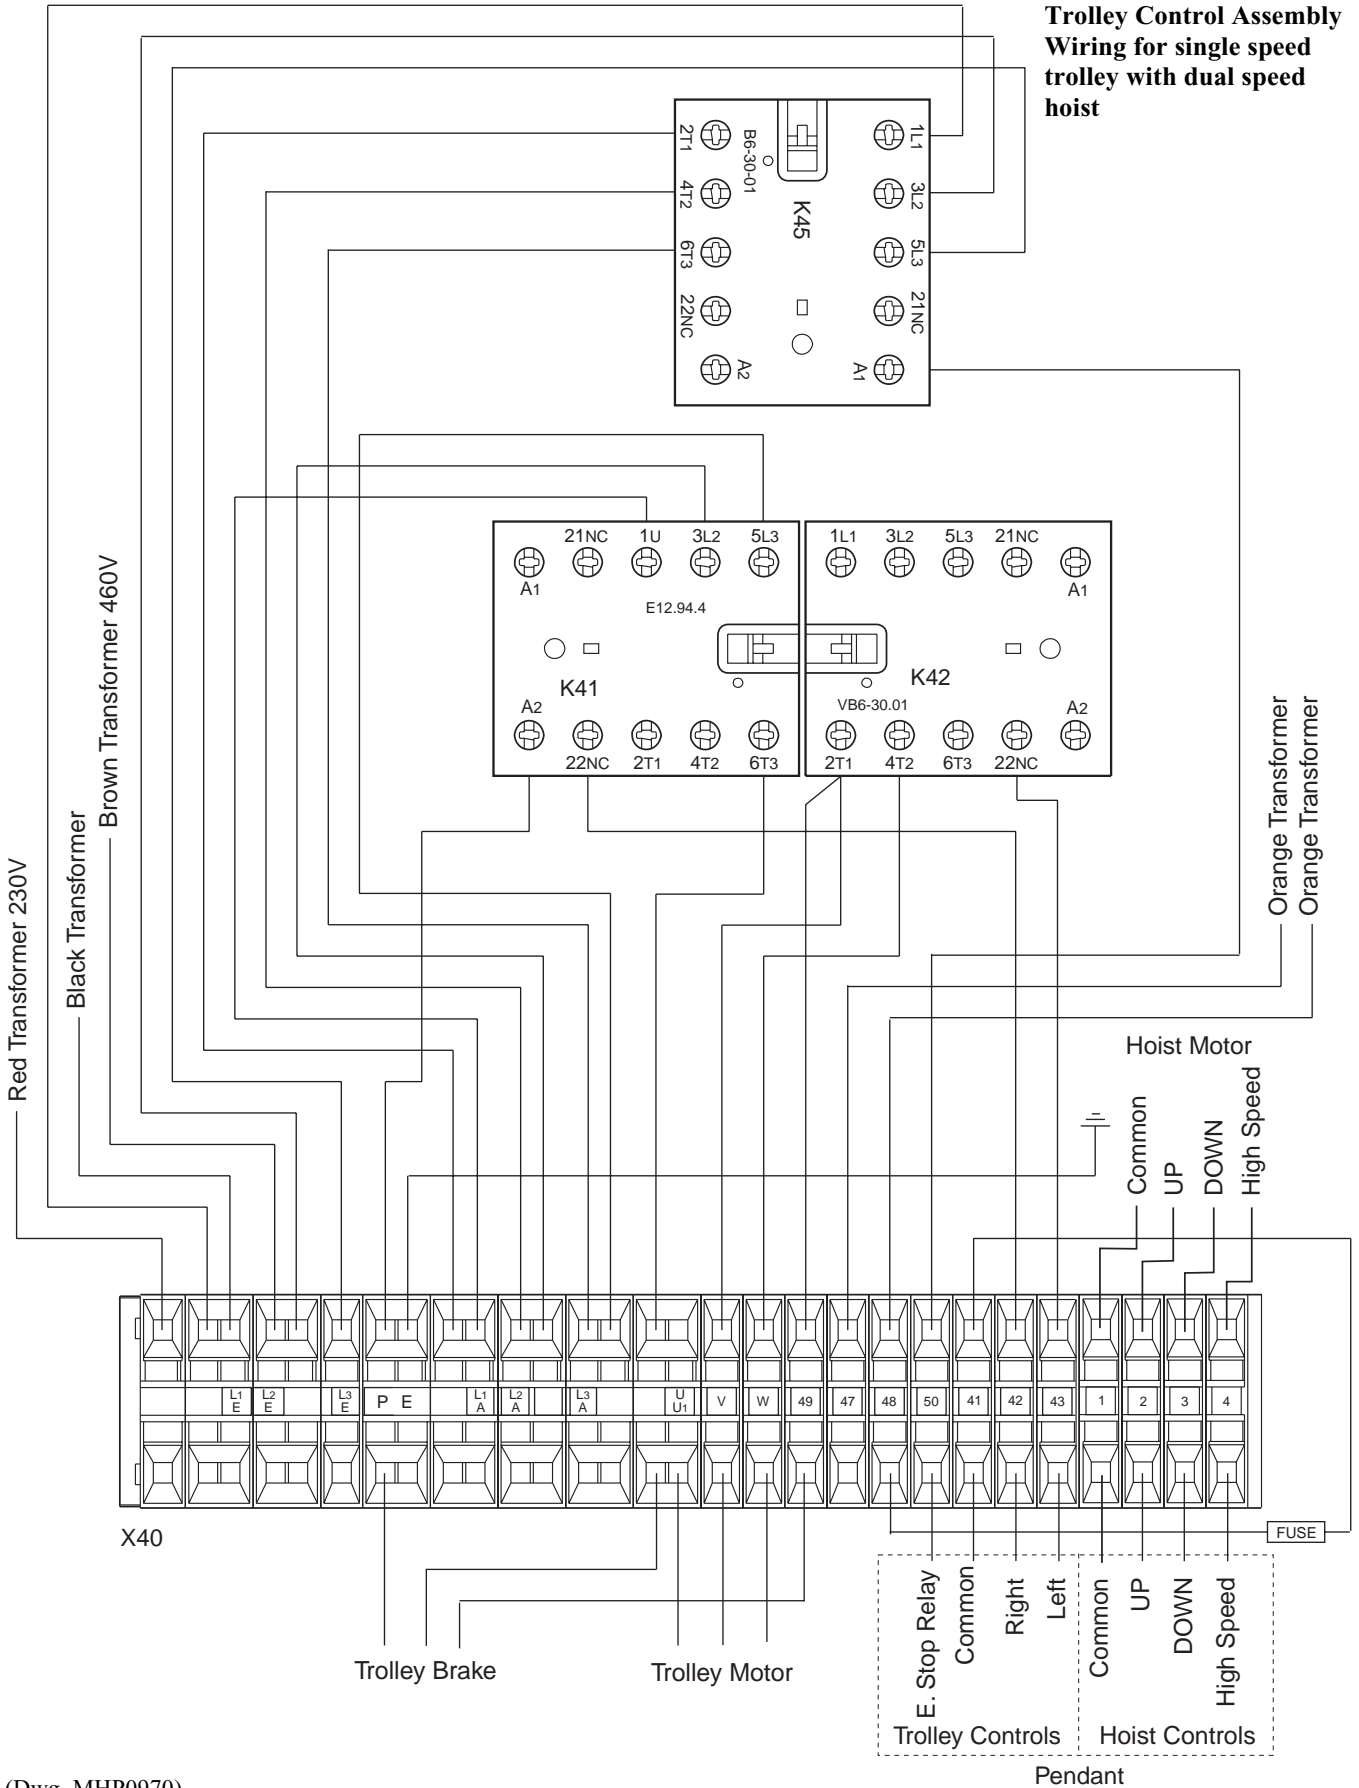 Trolley Control Assembly
Wiring for single speed
trolley with dual speed
hoist
2T1
4T2
6T3
22NC
A2
B6-30-01
K45
1L1
3L2
5L3
21NC
A1
21NC 1U 3L2 5L3
A1
E12.94.4
K41
A2
22NC 2T1 4T2 6T3
1L1 3L2 5L3 21NC
A1
K42
VB6-30.01
A2
2T1 4T2 6T3 22NC
Red Transformer 230V
Black Transformer
Brown Transformer 460V
Orange Transformer
Orange Transformer
Hoist Motor
Common
UP
DOWN
High Speed
L1 E
L2 E
L3 E
P E
L1 A
L2 A
L3 A
U U1
V W 49 47 48 50 41 42 43 1 2 3 4
X40
FUSE
Trolley Brake
Trolley Motor
E. Stop Relay
Common
Right
Left
Common
UP
DOWN
High Speed
Trolley Controls
Hoist Controls
Pendant
(Dwg. MHP0970)